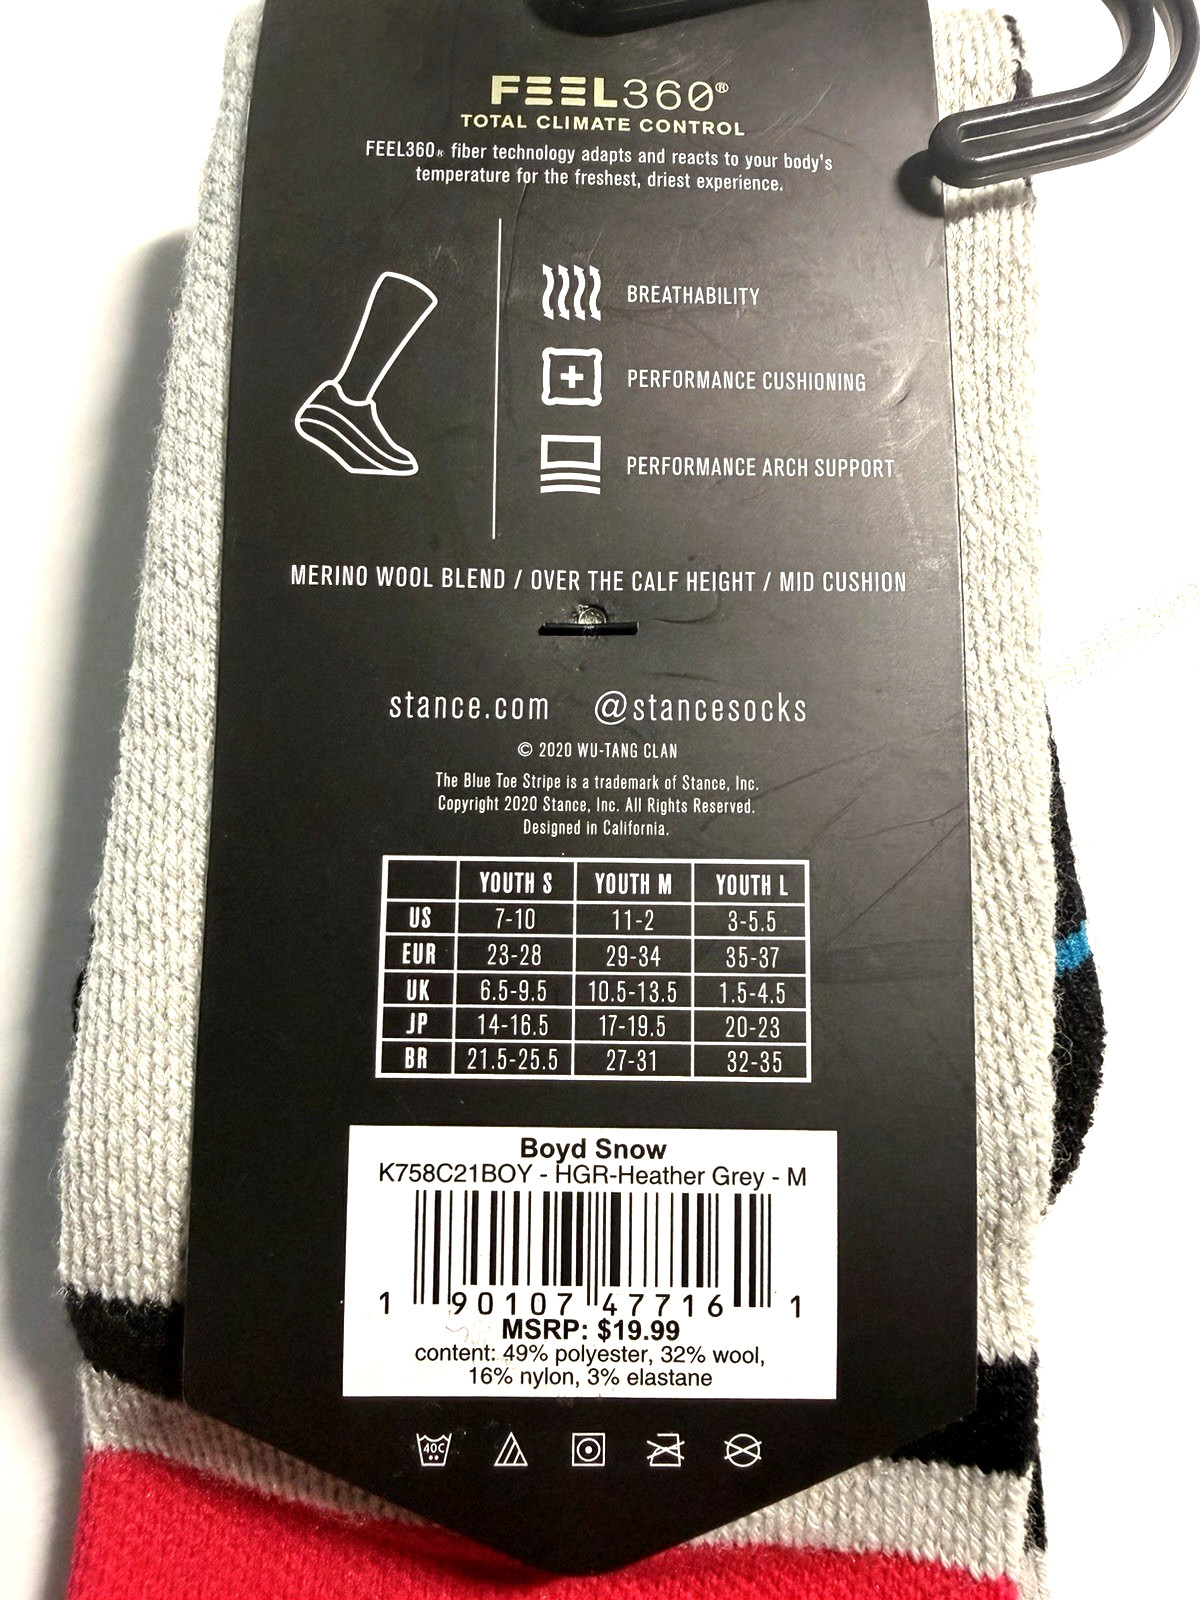 FEEL360®
TOTAL CLIMATE CONTROL
FEEL360® fiber technology adapts and reacts to your body's
temperature for the freshest, driest experience.
BREATHABILITY
PERFORMANCE CUSHIONING
PERFORMANCE ARCH SUPPORT
MERINO WOOL BLEND / OVER THE CALF HEIGHT / MID CUSHION
stance.com @stancesocks
© 2020 WU-TANG CLAN
The Blue Toe Stripe is a trademark of Stance, Inc.
Copyright 2020 Stance, Inc. All Rights Reserved.
Designed in California.
YOUTH S YOUTH M YOUTH L
US 7-10 11-2 3-5.5
EUR 23-28 29-34 35-37
UK 6.5-9.5 10.5-13.5 1.5-4.5
JP 14-16.5 17-19.5 20-23
BR 21.5-25.5 27-31 32-35
Boyd Snow
K758C21BOY - HGR-Heather Grey - M
1 90107 47716 1
MSRP: $19.99
content: 49% polyester, 32% wool,
16% nylon, 3% elastane
40C